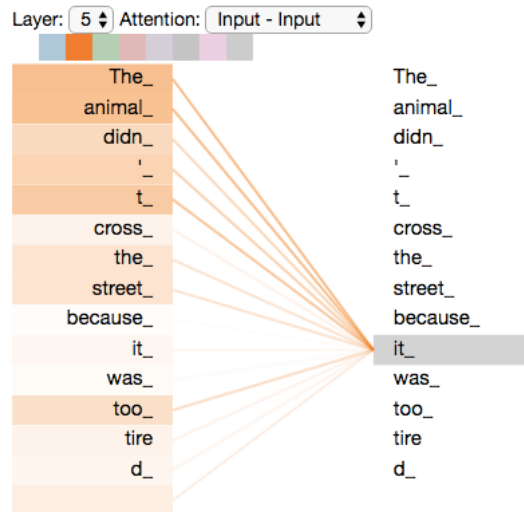 Layer: 5 Attention: Input - Input
The_ The_
animal_ animal_
didn_ didn_
'_ '_
t_ t_
cross_ cross_
the_ the_
street_ street_
because_ because_
it_ it_
was_ was_
too_ too_
tire tire
d_ d_